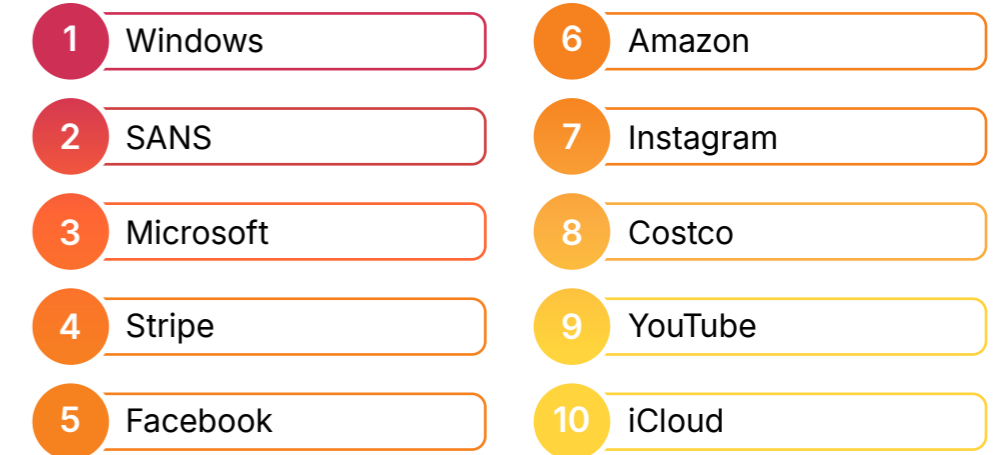 1 Windows
2 SANS
3 Microsoft
4 Stripe
5 Facebook
6 Amazon
7 Instagram
8 Costco
9 YouTube
10 iCloud